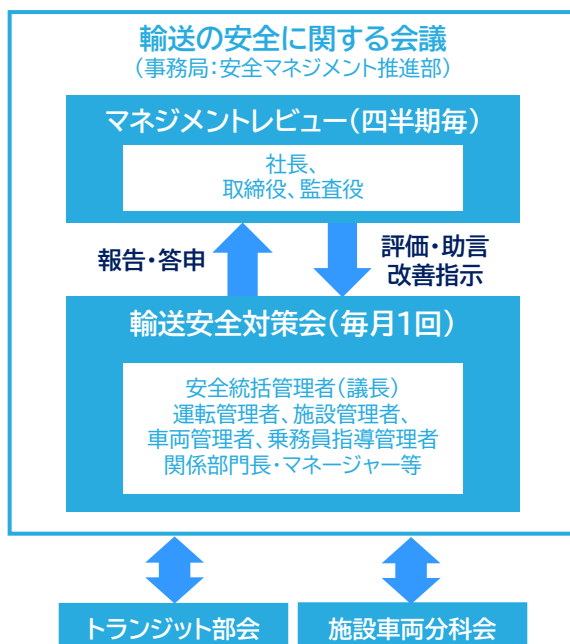 輸送の安全に関する会議
（事務局：安全マネジメント推進部）
マネジメントレビュー（四半期毎）
社長、
取締役、監査役
報告・答申
評価・助言
改善指示
輸送安全対策会（毎月1回）
安全統括管理者（議長）
運転管理者、施設管理者、
車両管理者、乗務員指導管理者
関係部門長・マネージャー等
トランジット部会
施設車両分科会